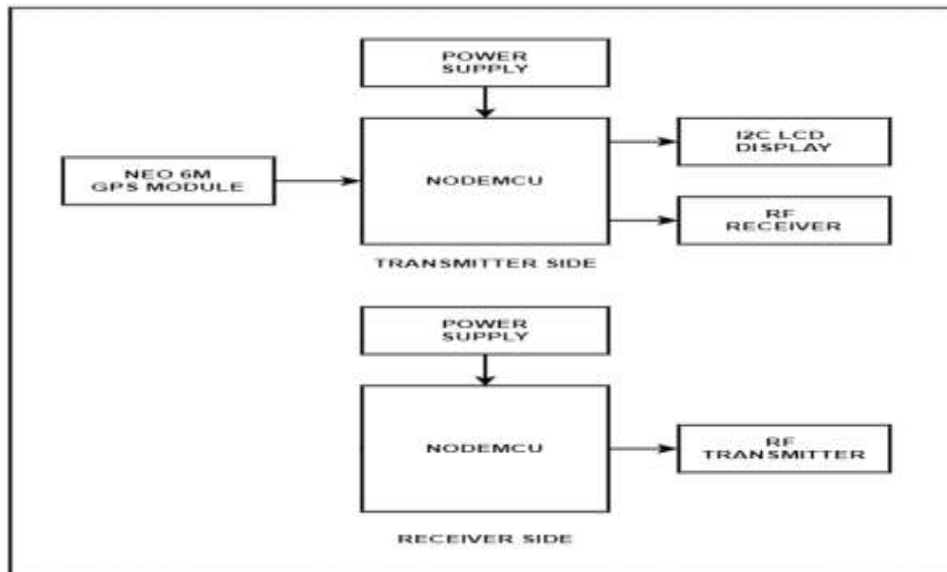 POWER
SUPPLY
NEO 6M
GPS MODULE
NODEMCU
I2C LCD
DISPLAY
RF
RECEIVER
TRANSMITTER SIDE
POWER
SUPPLY
NODEMCU
RF
TRANSMITTER
RECEIVER SIDE